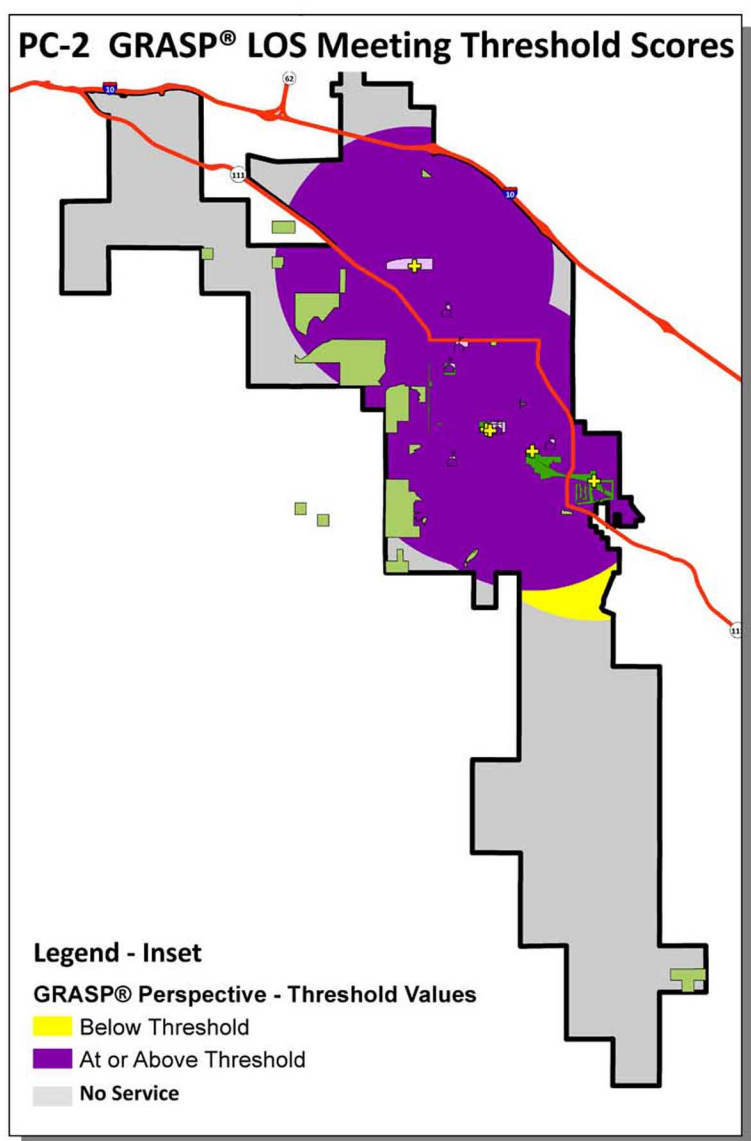 PC-2 GRASP® LOS Meeting Threshold Scores
62
10
111
10
11
Legend - Inset
GRASP® Perspective - Threshold Values
Below Threshold
At or Above Threshold
No Service